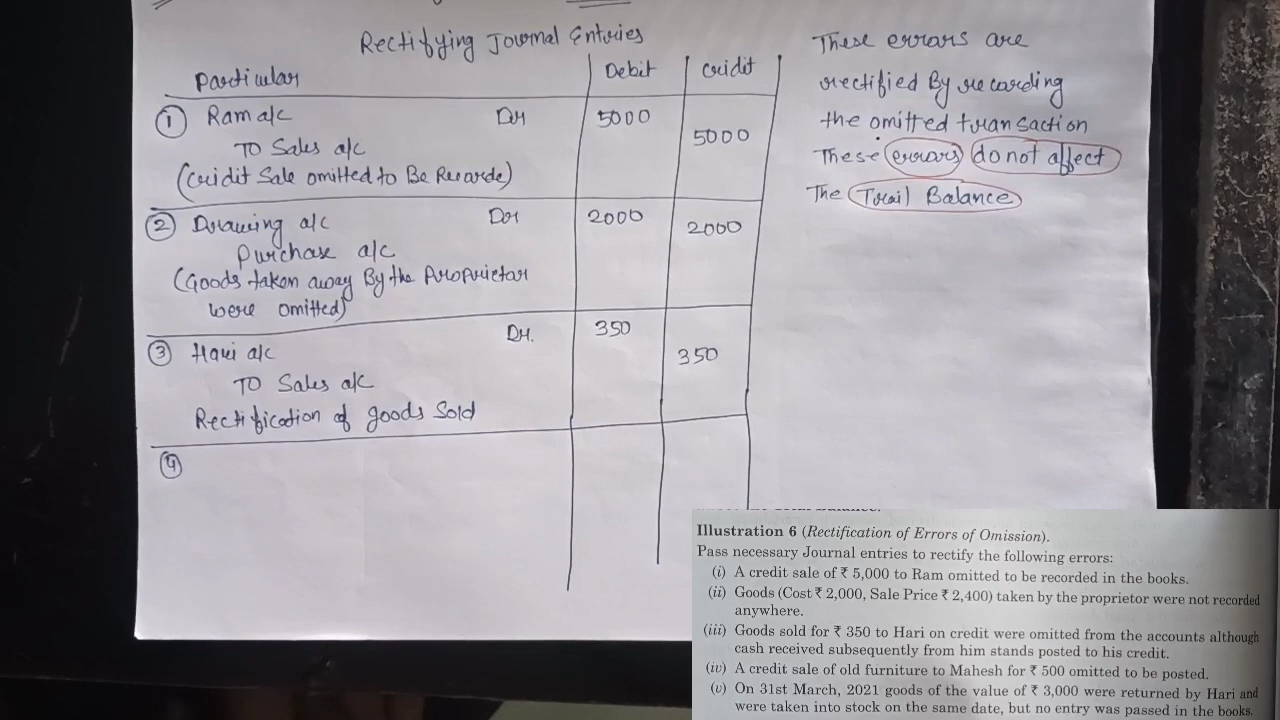 Rectifying Journal Entries
Particular Debit Cridit
① Ram a/c Dr 5000
To Sales a/c 5000
(Cridit Sale omitted to Be Recorde)
② Drawing a/c Dr 2000
Purchase a/c 2000
(Goods taken away By the Proprietar
were omitted)
③ Hari a/c Dr. 350
To Sales a/c 350
Rectification of goods Sold
④
These errors are
rectified By recording
the omitted transaction
These errors do not affect
The Trail Balance
Illustration 6 (Rectification of Errors of Omission).
Pass necessary Journal entries to rectify the following errors:
(i) A credit sale of ₹ 5,000 to Ram omitted to be recorded in the books.
(ii) Goods (Cost ₹ 2,000, Sale Price ₹ 2,400) taken by the proprietor were not recorded
anywhere.
(iii) Goods sold for ₹ 350 to Hari on credit were omitted from the accounts although
cash received subsequently from him stands posted to his credit.
(iv) A credit sale of old furniture to Mahesh for ₹ 500 omitted to be posted.
(v) On 31st March, 2021 goods of the value of ₹ 3,000 were returned by Hari and
were taken into stock on the same date, but no entry was passed in the books.